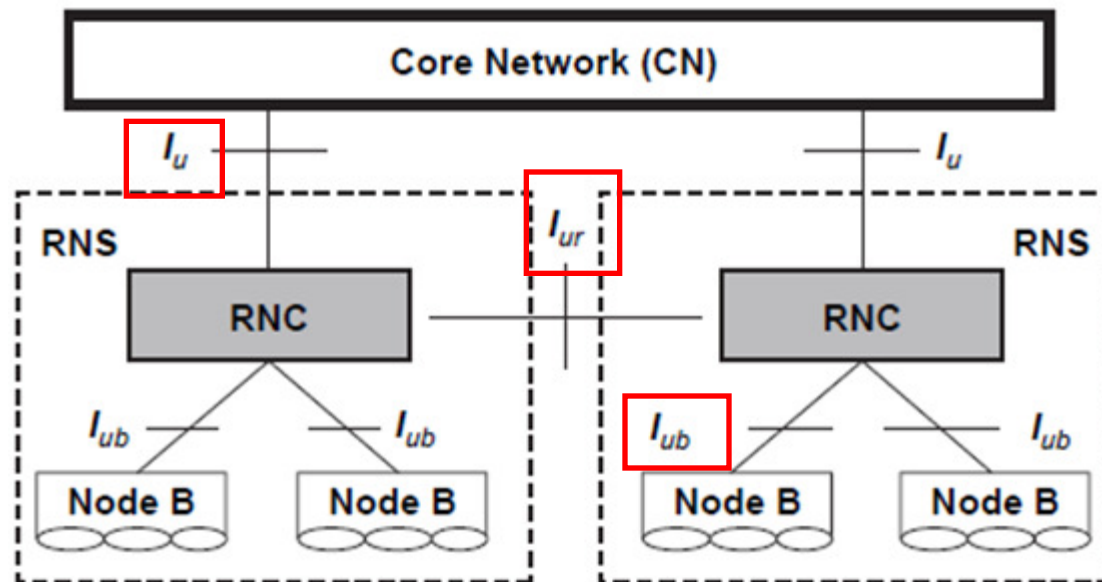 Core Network (CN)
Iu
Iu
RNS
Iur
RNS
RNC
RNC
Iub
Iub
Iub
Iub
Node B
Node B
Node B
Node B